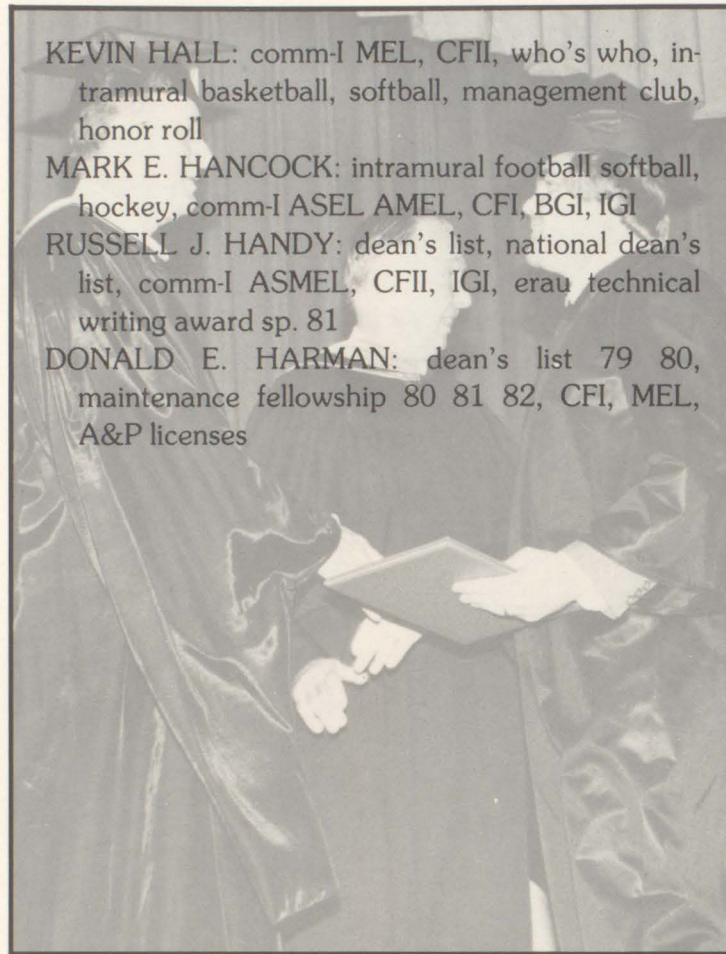 KEVIN HALL: comm-I MEL, CFII, who's who, in-
tramural basketball, softball, management club,
honor roll
MARK E. HANCOCK: intramural football softball,
hockey, comm-I ASEL AMEL, CFI, BGI, IGI
RUSSELL J. HANDY: dean's list, national dean's
list, comm-I ASMEL, CFII, IGI, erau technical
writing award sp. 81
DONALD E. HARMAN: dean's list 79 80,
maintenance fellowship 80 81 82, CFI, MEL,
A&P licenses